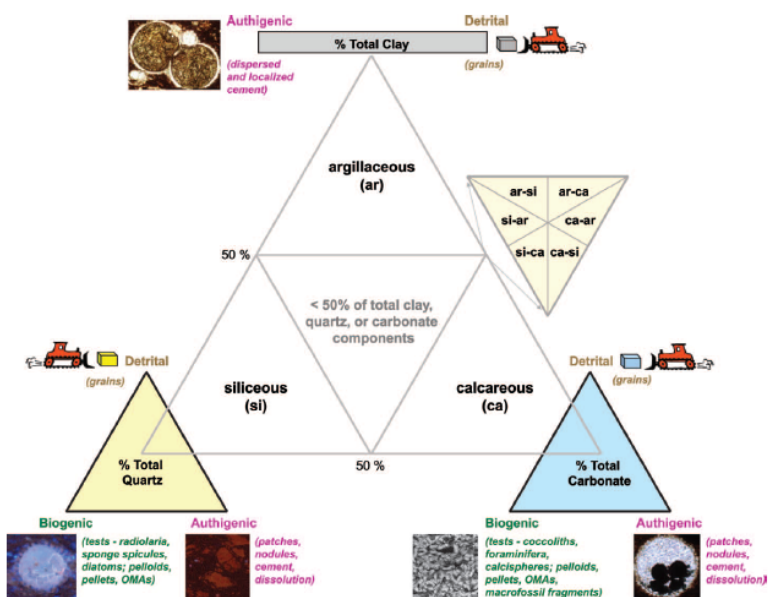 Authigenic
Detrital
% Total Clay
(dispersed
and localized
cement)
(grains)
argillaceous
(ar)
ar-si
ar-ca
si-ar
ca-ar
si-ca
ca-si
50 %
< 50% of total clay,
quartz, or carbonate
components
Detrital
(grains)
Detrital
(grains)
siliceous
(si)
calcareous
(ca)
% Total
Quartz
50 %
% Total
Carbonate
Biogenic
(tests - radiolaria,
sponge spicules,
diatoms; pelloids,
pellets, OMAs)
Authigenic
(patches,
nodules,
cement,
dissolution)
Biogenic
(tests - coccoliths,
foraminifera,
calcispheres; pelloids,
pellets, OMAs,
macrofossil fragments)
Authigenic
(patches,
nodules,
cement,
dissolution)